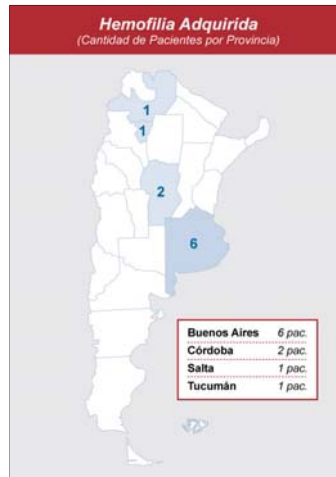 Hemofilia Adquirida
(Cantidad de Pacientes por Provincia)
1
1
2
6
Buenos Aires 6 pac.
Córdoba 2 pac.
Salta 1 pac.
Tucumán 1 pac.